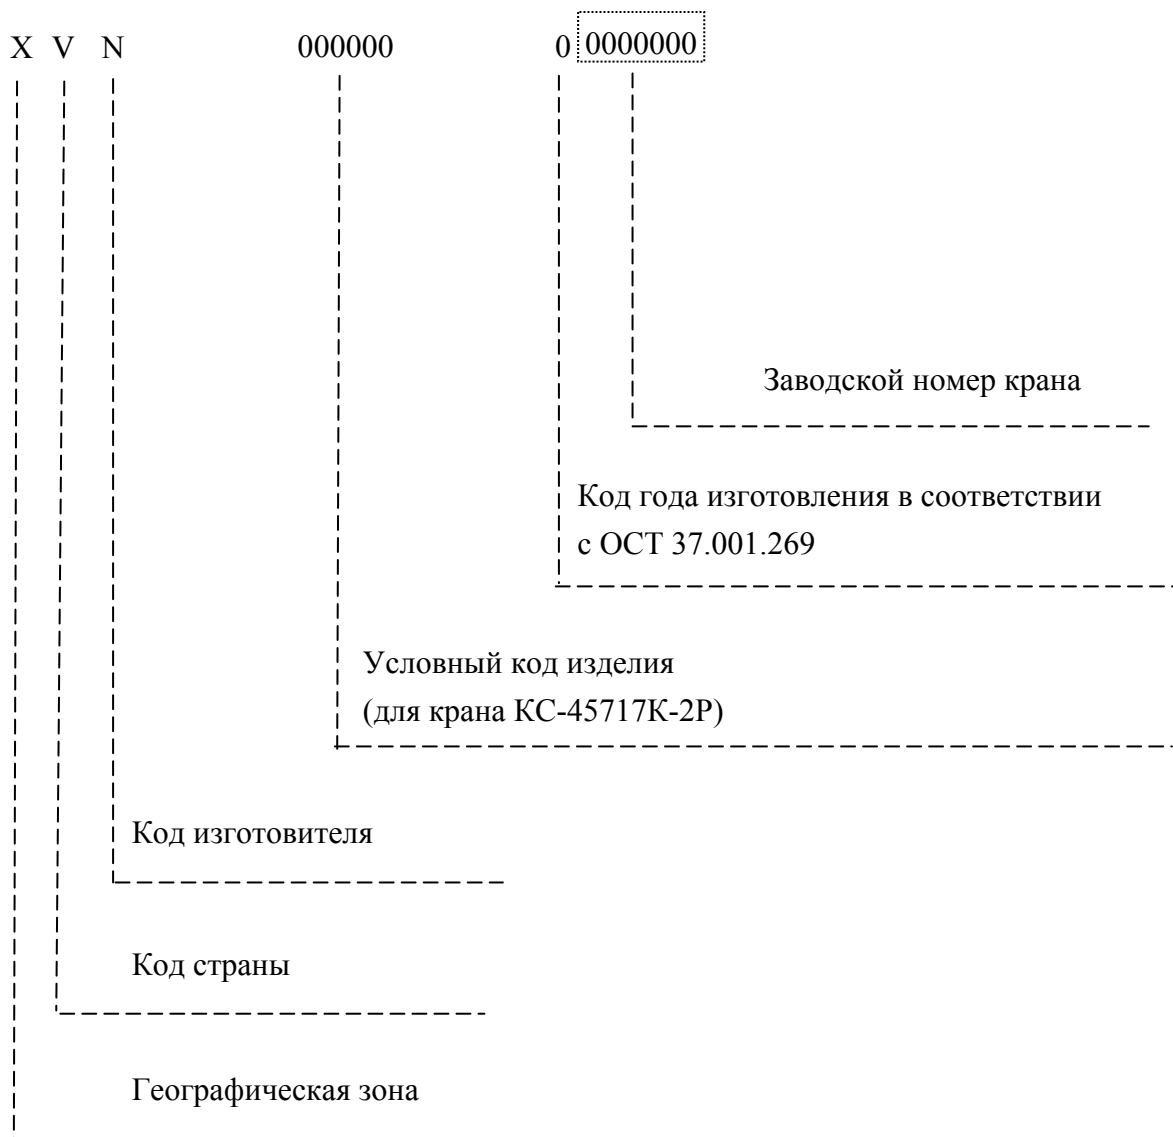 X V N 000000 0 0000000
Заводской номер крана
Код года изготовления в соответствии
с ОСТ 37.001.269
Условный код изделия
(для крана КС-45717К-2Р)
Код изготовителя
Код страны
Географическая зона